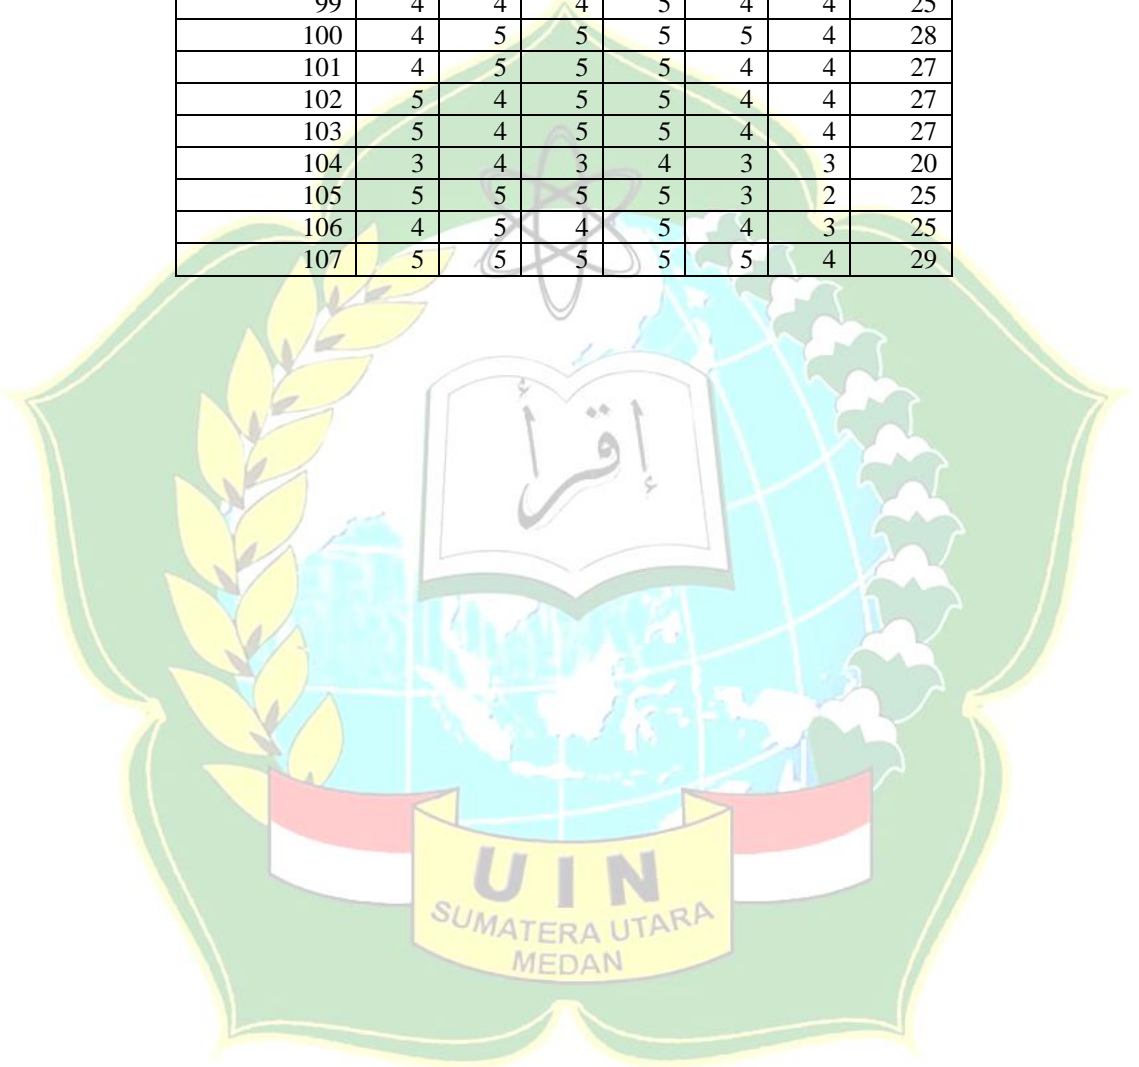 99 4 4 4 5 4 4 25
100 4 5 5 5 5 4 28
101 4 5 5 5 4 4 27
102 5 4 5 5 4 4 27
103 5 4 5 5 4 4 27
104 3 4 3 4 3 3 20
105 5 5 5 5 3 2 25
106 4 5 4 5 4 3 25
107 5 5 5 5 5 4 29
إقرأ
UIN
SUMATERA UTARA
MEDAN